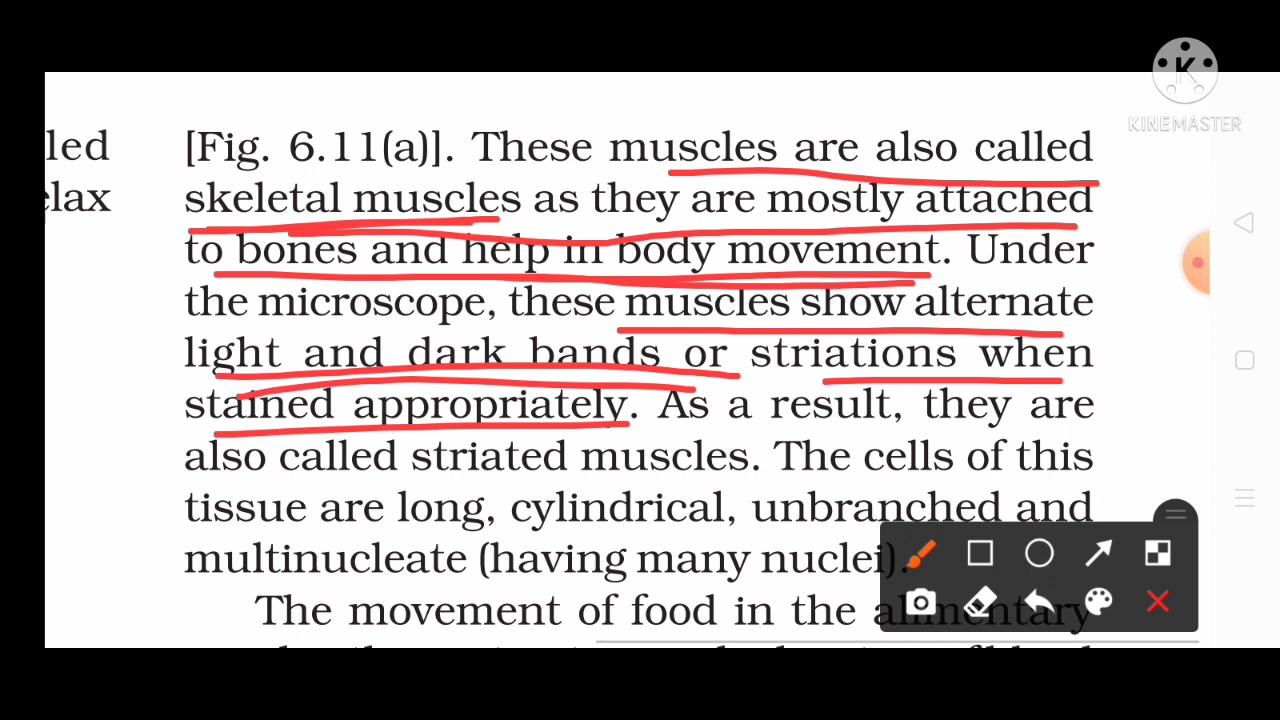 KINEMASTER
led
elax
[Fig. 6.11(a)]. These muscles are also called
skeletal muscles as they are mostly attached
to bones and help in body movement. Under
the microscope, these muscles show alternate
light and dark bands or striations when
stained appropriately. As a result, they are
also called striated muscles. The cells of this
tissue are long, cylindrical, unbranched and
multinucleate (having many nuclei).
The movement of food in the alimentary